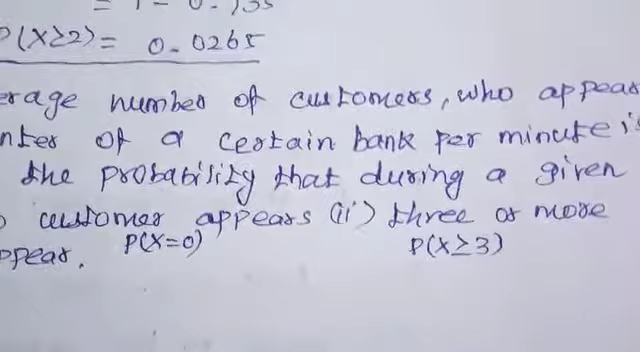 = 1 - 0.735
P(X≥2) = 0.0265
erage number of customers, who appear
nter of a certain bank per minute is
the probability that during a given
o customer appears (ii) three or more
ppear. P(X=0) P(X≥3)